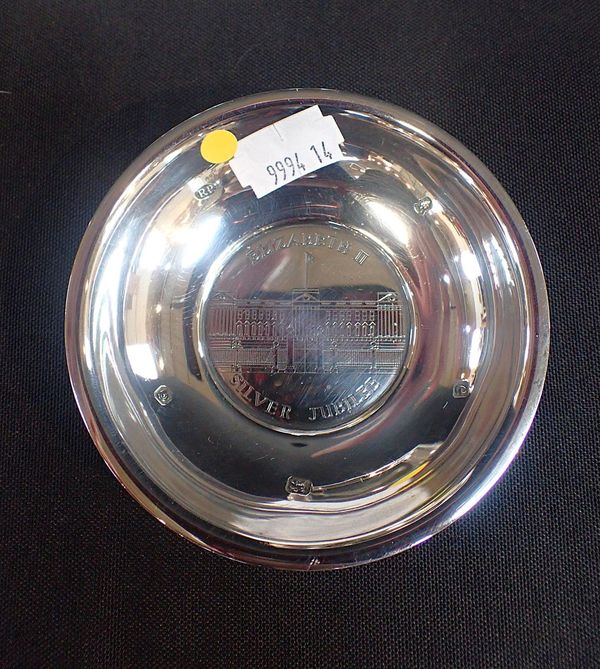 9994 14
R.P
ELIZABETH II
R
SILVER JUBILEE